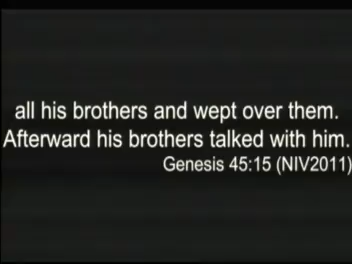 all his brothers and wept over them.
Afterward his brothers talked with him.
Genesis 45:15 (NIV2011)